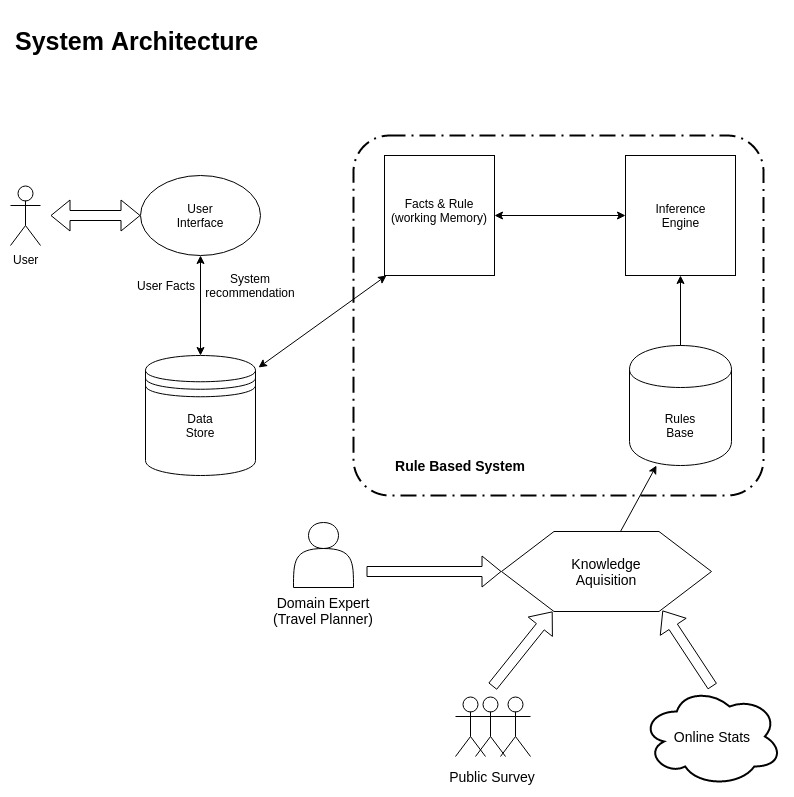 System Architecture
User
User
Interface
User Facts
System
recommendation
Data
Store
Facts & Rule
(working Memory)
Inference
Engine
Rules
Base
Rule Based System
Domain Expert
(Travel Planner)
Knowledge
Aquisition
Public Survey
Online Stats